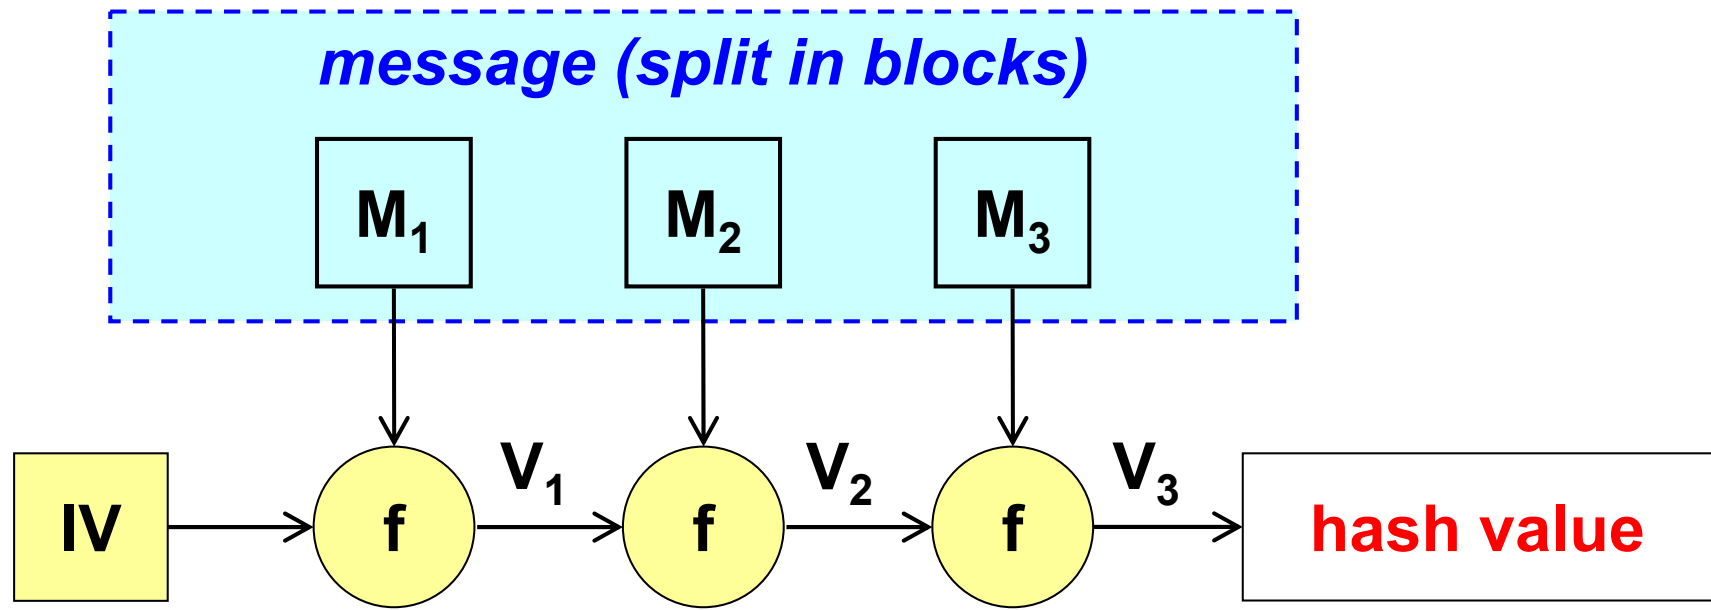 message (split in blocks)
M₁ M₂ M₃
V₁ V₂ V₃
IV f f f hash value